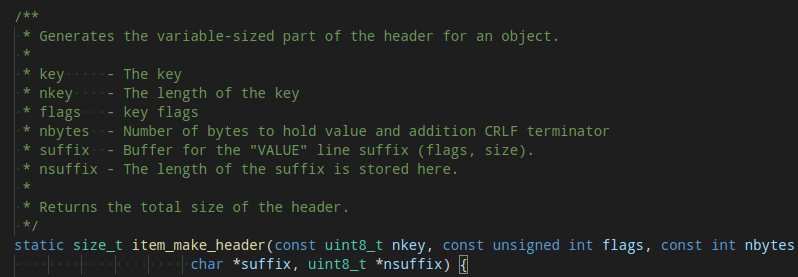 /**
 * Generates the variable-sized part of the header for an object.
 *
 * key     - The key
 * nkey    - The length of the key
 * flags   - key flags
 * nbytes  - Number of bytes to hold value and addition CRLF terminator
 * suffix  - Buffer for the "VALUE" line suffix (flags, size).
 * nsuffix - The length of the suffix is stored here.
 *
 * Returns the total size of the header.
 */
static size_t item_make_header(const uint8_t nkey, const unsigned int flags, const int nbytes
                     char *suffix, uint8_t *nsuffix) {